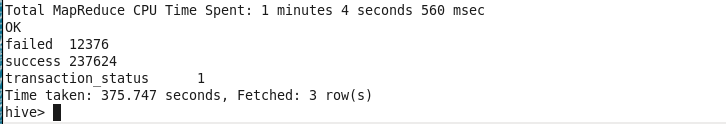 Total MapReduce CPU Time Spent: 1 minutes 4 seconds 560 msec
OK
failed  12376
success 237624
transaction_status      1
Time taken: 375.747 seconds, Fetched: 3 row(s)
hive>